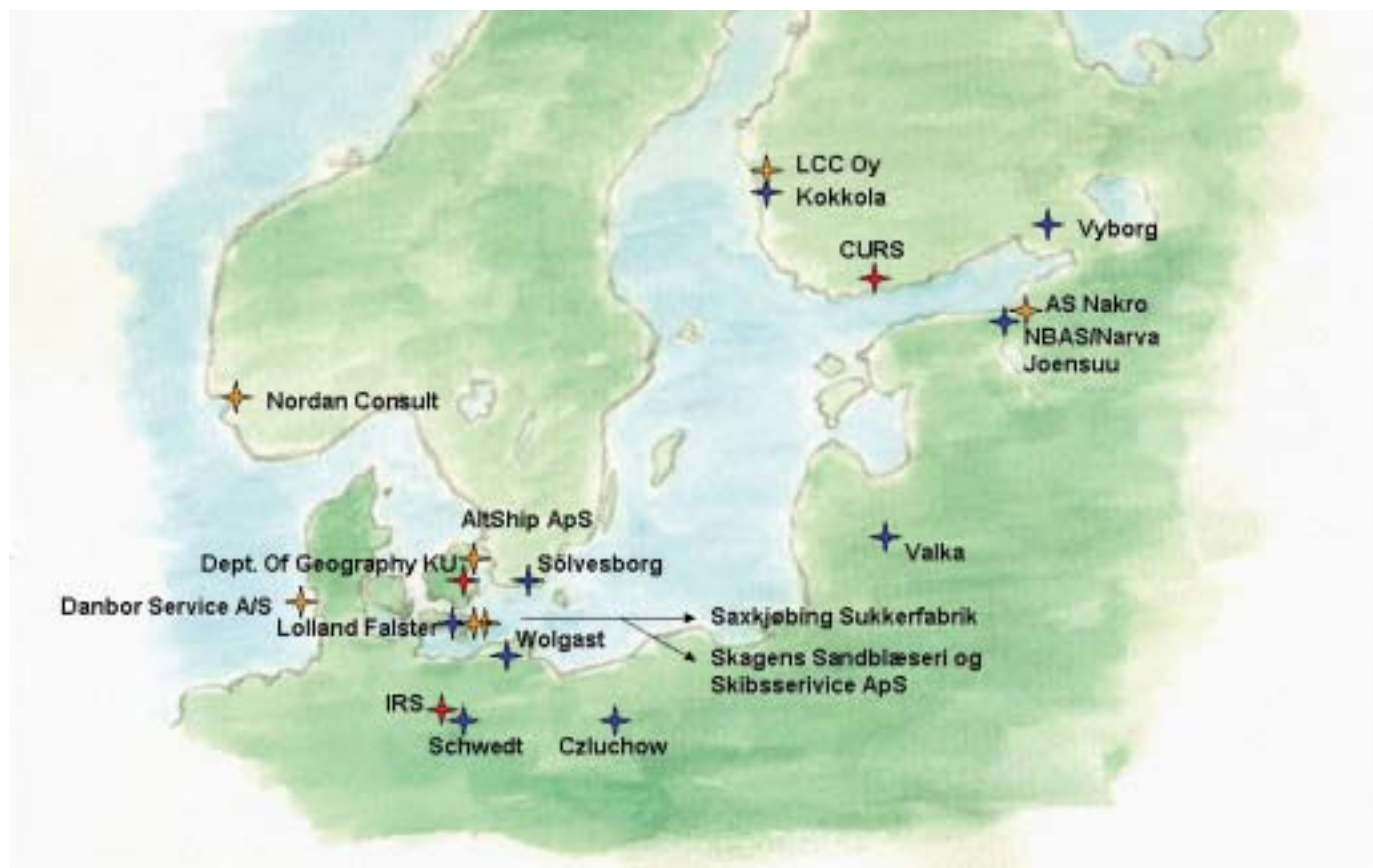 LCC Oy
Kokkola
Vyborg
CURS
AS Nakro
NBAS/Narva
Joensuu
Nordan Consult
AltShip ApS
Dept. Of Geography KU
Sölvesborg
Valka
Danbor Service A/S
Lolland Falster
Saxkjøbing Sukkerfabrik
Wolgast
Skagens Sandblæseri og
Skibsserivice ApS
IRS
Schwedt
Czluchow